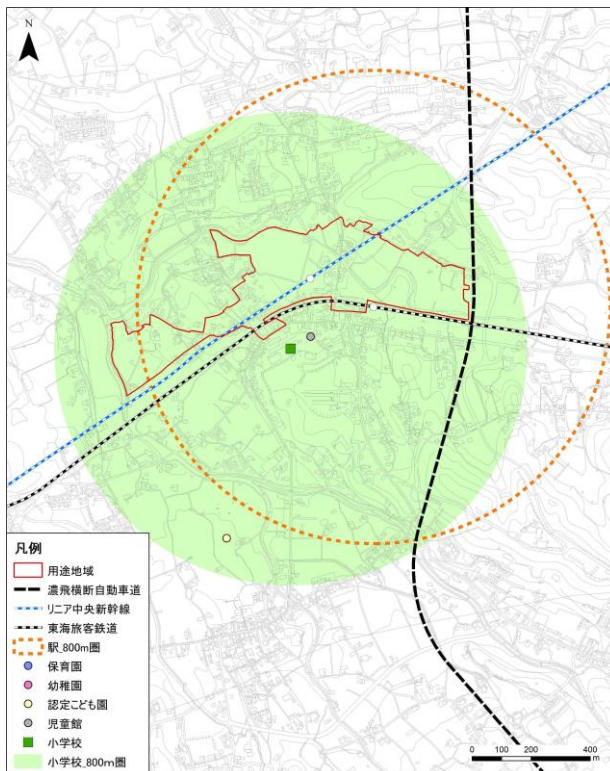 N
凡例
用途地域
濃飛横断自動車道
リニア中央新幹線
東海旅客鉄道
駅_800m圏
保育園
幼稚園
認定こども園
児童館
小学校
小学校_800m圏
0 100 200 400
m